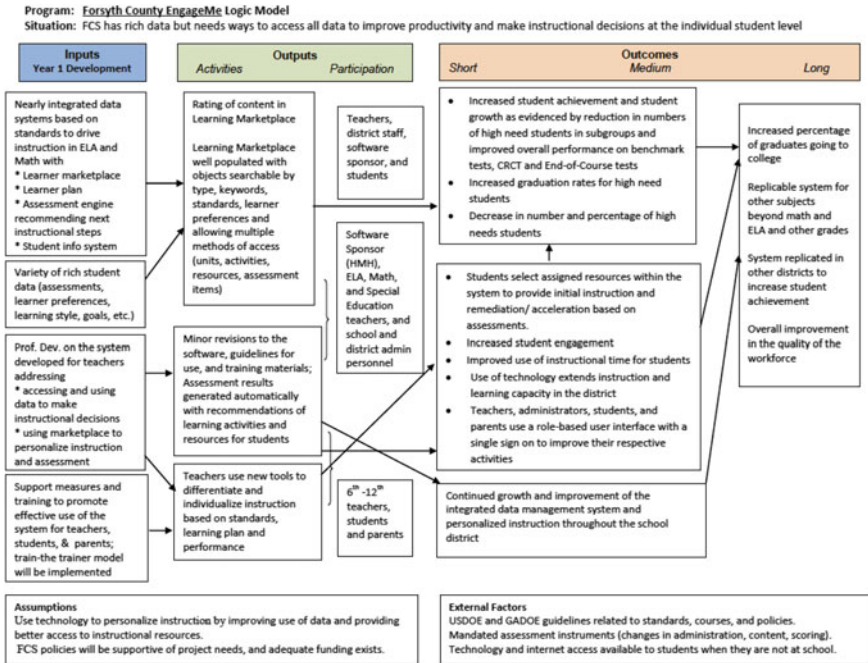 Program: Forsyth County EngageMe Logic Model
Situation: FCS has rich data but needs ways to access all data to improve productivity and make instructional decisions at the individual student level
Inputs
Year 1 Development
Outputs
Activities Participation
Outcomes
Short Medium Long
Nearly integrated data
systems based on
standards to drive
instruction in ELA and
Math with
* Learner marketplace
* Learner plan
* Assessment engine
recommending next
instructional steps
* Student info system
Variety of rich student
data (assessments,
learner preferences,
learning style, goals, etc.)
Prof. Dev. on the system
developed for teachers
addressing
* accessing and using
data to make
instructional decisions
* using marketplace to
personalize instruction
and assessment
Support measures and
training to promote
effective use of the
system for teachers,
students, & parents;
train-the trainer model
will be implemented
Rating of content in
Learning Marketplace
Learning Marketplace
well populated with
objects searchable by
type, keywords,
standards, learner
preferences and
allowing multiple
methods of access
(units, activities,
resources, assessment
items)
Minor revisions to the
software, guidelines for
use, and training materials;
Assessment results
generated automatically
with recommendations of
learning activities and
resources for students
Teachers use new tools to
differentiate and
individualize instruction
based on standards,
learning plan and
performance
Teachers,
district staff,
software
sponsor, and
students
Software
Sponsor
(HMH),
ELA, Math,
and Special
Education
teachers, and
school and
district admin
personnel
6th -12th
teachers,
students
and parents
• Increased student achievement and student
growth as evidenced by reduction in numbers
of high need students in subgroups and
improved overall performance on benchmark
tests, CRCT and End-of-Course tests
• Increased graduation rates for high need
students
• Decrease in number and percentage of high
needs students
• Students select assigned resources within the
system to provide initial instruction and
remediation/ acceleration based on
assessments.
• Increased student engagement
• Improved use of instructional time for students
• Use of technology extends instruction and
learning capacity in the district
• Teachers, administrators, students, and
parents use a role-based user interface with a
single sign on to improve their respective
activities
Continued growth and improvement of the
integrated data management system and
personalized instruction throughout the school
district
Increased percentage
of graduates going to
college
Replicable system for
other subjects
beyond math and
ELA and other grades
System replicated in
other districts to
increase student
achievement
Overall improvement
in the quality of the
workforce
Assumptions
Use technology to personalize instruction by improving use of data and providing
better access to instructional resources.
FCS policies will be supportive of project needs, and adequate funding exists.
External Factors
USDOE and GADOE guidelines related to standards, courses, and policies.
Mandated assessment instruments (changes in administration, content, scoring).
Technology and internet access available to students when they are not at school.